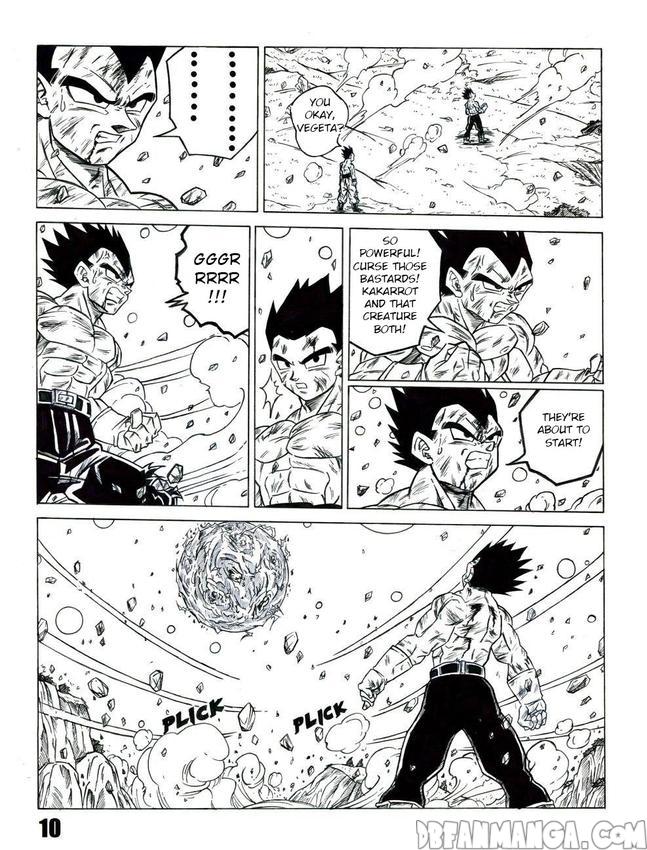 .........
YOU
OKAY,
VEGETA?
GGGR
RRRR
!!!
SO
POWERFUL!
CURSE THOSE
BASTARDS!
KAKARROT
AND THAT
CREATURE
BOTH!
THEY'RE
ABOUT TO
START!
PLICK
PLICK
10
DBFANMANGA.COM